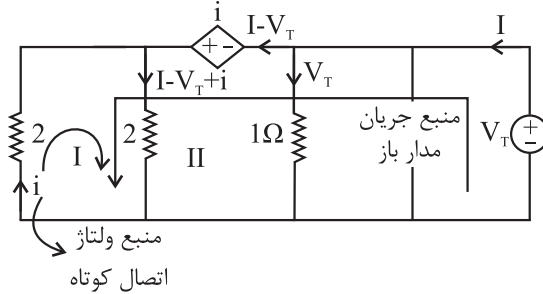 i
I-V_T
I
I-V_T+i
V_T
2
I
2
II
1Ω
منبع جریان
مدار باز
V_T
+
-
+ -
i
منبع ولتاژ
اتصال کوتاه